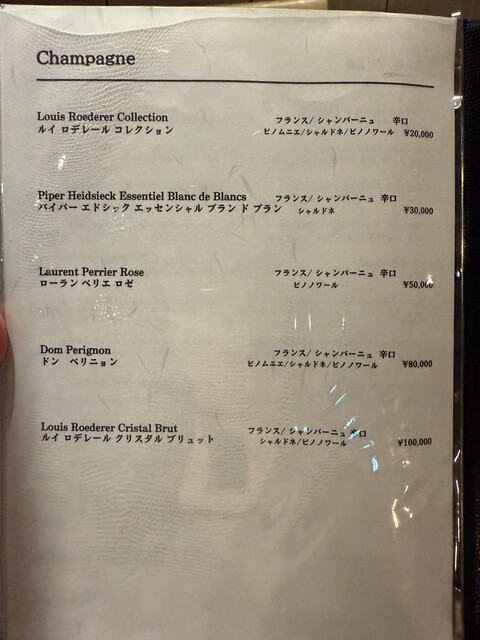 Champagne
Louis Roederer Collection フランス/ シャンパーニュ 辛口
ルイ ロデレール コレクション ピノムニエ/シャルドネ/ピノノワール ¥20,000
Piper Heidsieck Essentiel Blanc de Blancs フランス/ シャンパーニュ 辛口
パイパー エドシック エッセンシャル ブラン ド ブラン シャルドネ ¥30,000
Laurent Perrier Rose フランス/ シャンパーニュ 辛口
ローラン ペリエ ロゼ ピノノワール ¥50,000
Dom Perignon フランス/ シャンパーニュ 辛口
ドン ペリニョン ピノムニエ/シャルドネ/ピノノワール ¥80,000
Louis Roederer Cristal Brut フランス/ シャンパーニュ 辛口
ルイ ロデレール クリスタル ブリュット シャルドネ/ピノノワール ¥100,000